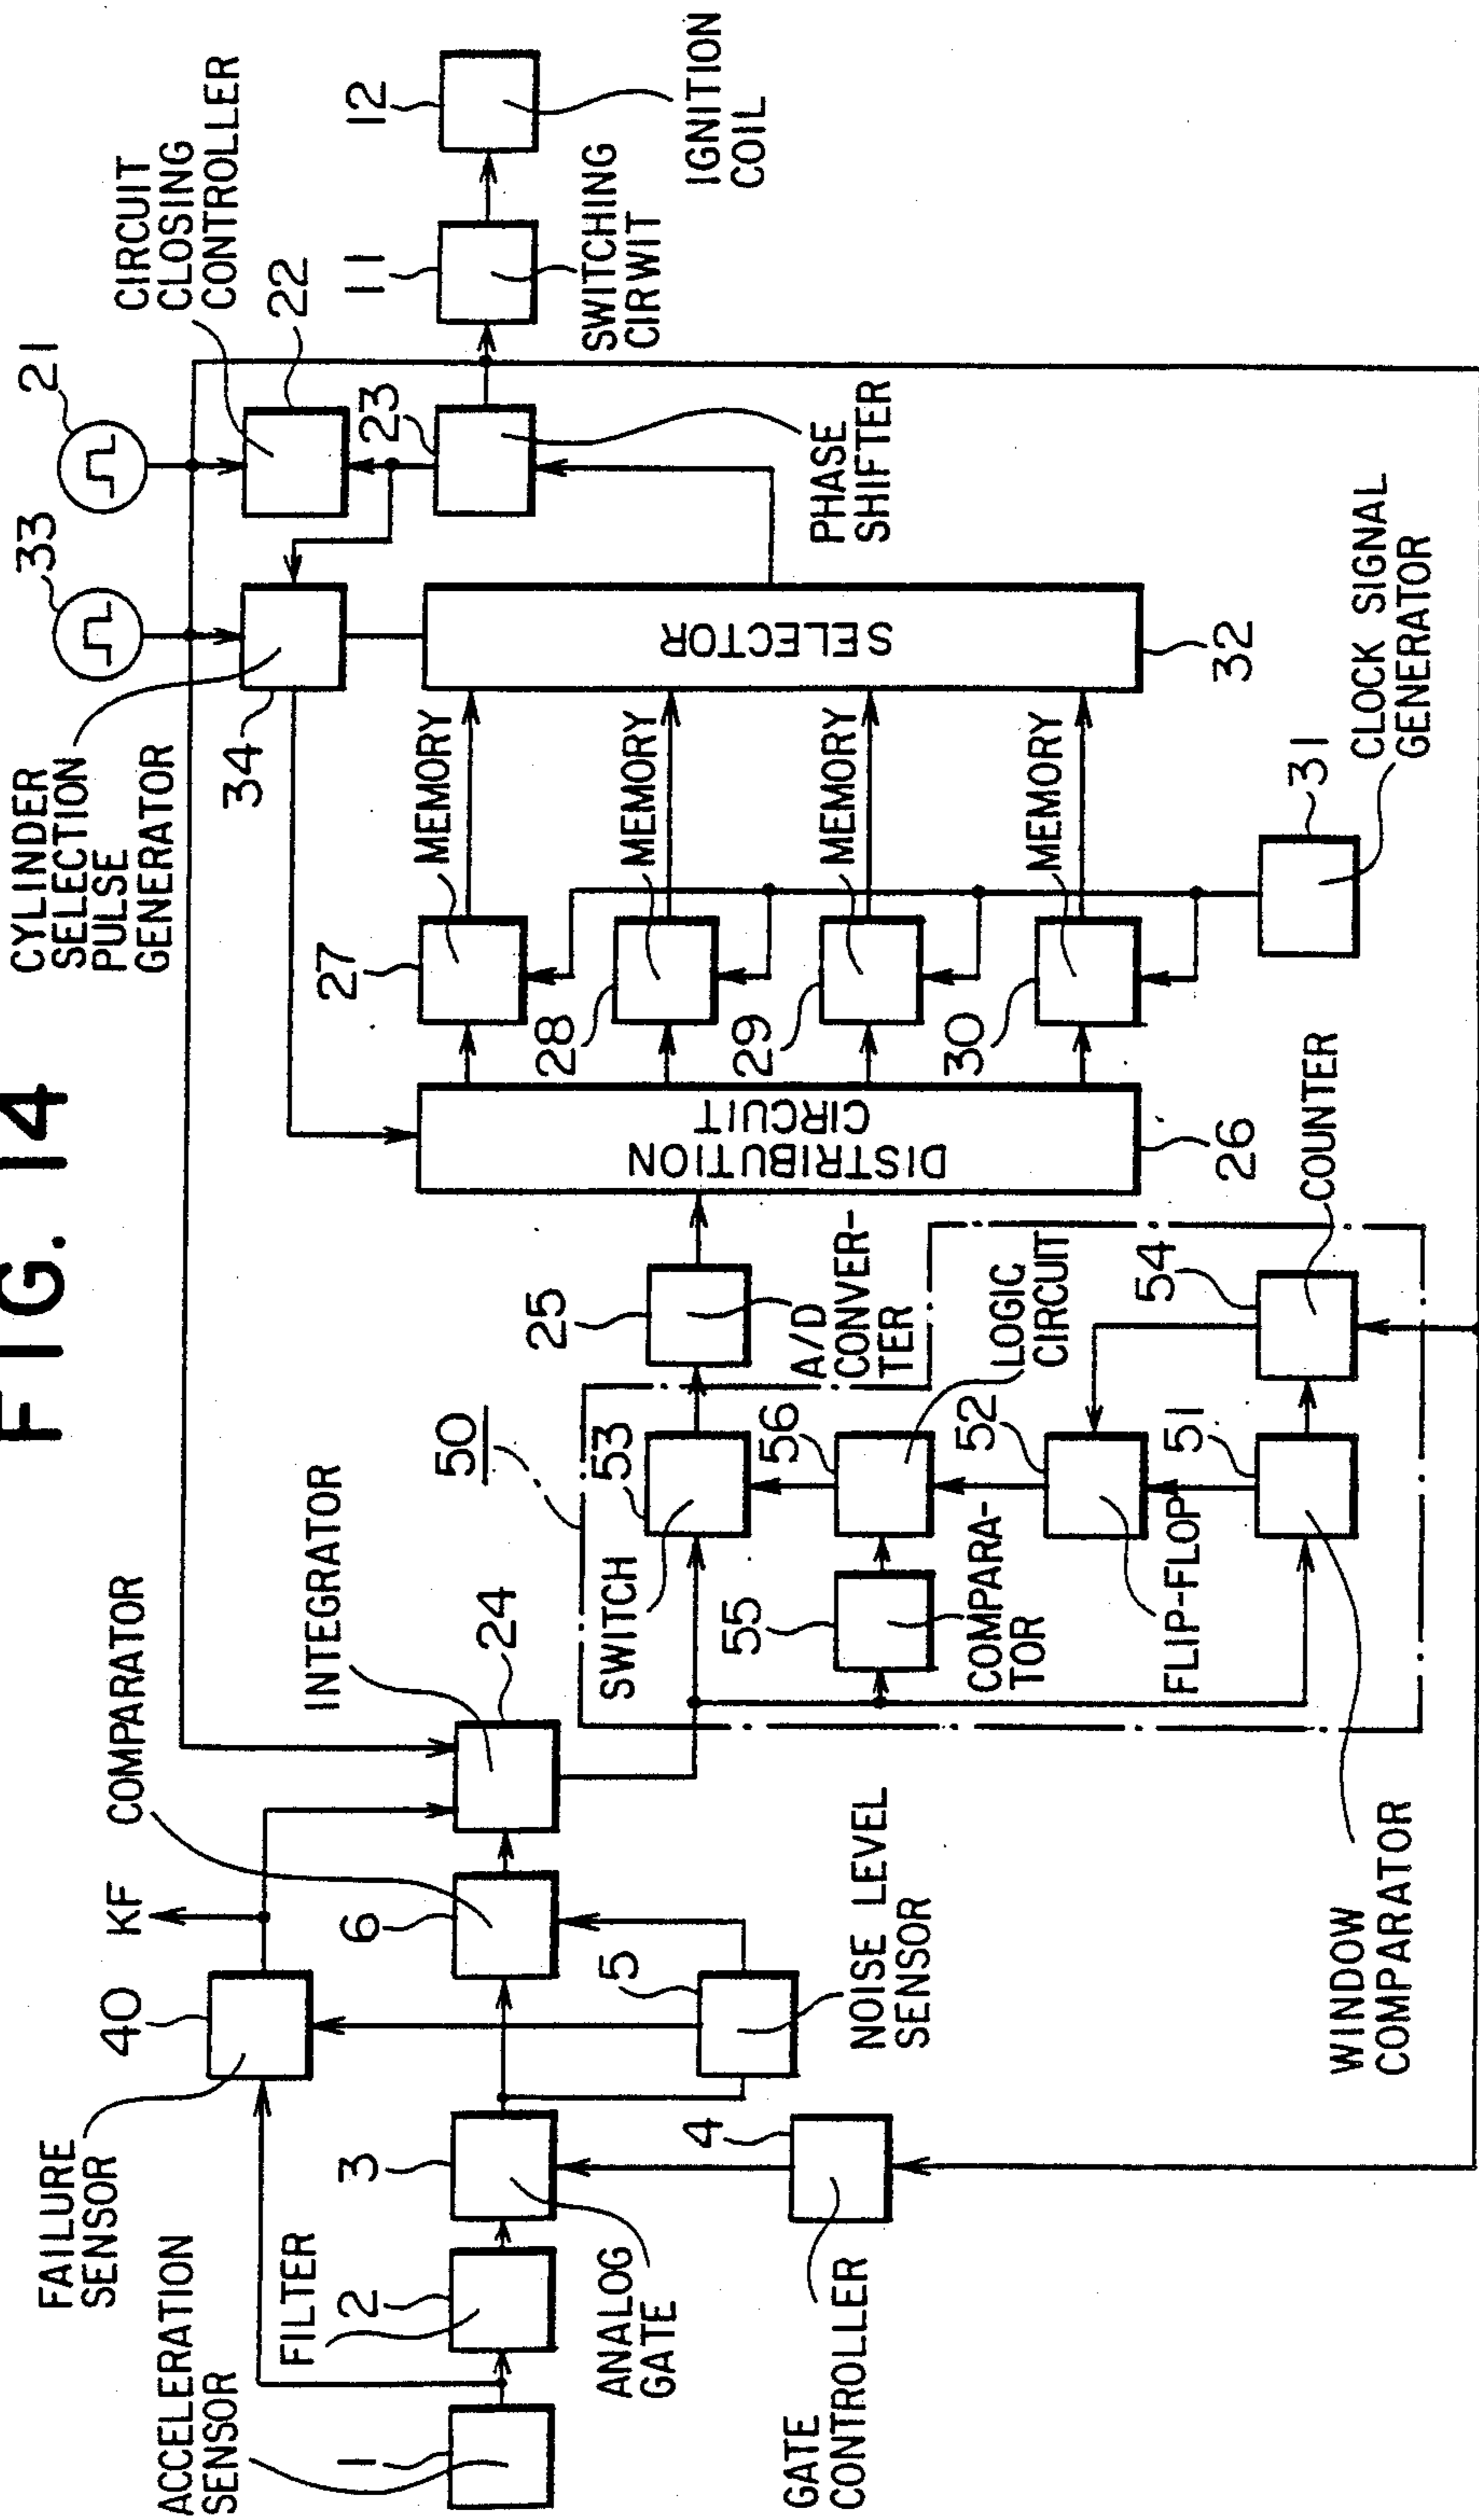 FIG. 14
ACCELERATION
SENSOR
1
FILTER
2
FAILURE
SENSOR
40
KF
3
ANALOG
GATE
4
GATE
CONTROLLER
5
NOISE LEVEL
SENSOR
6
COMPARATOR
INTEGRATOR
24
50
53
SWITCH
55
COMPARA-
TOR
56
LOGIC
CIRCUIT
52
FLIP-FLOP
51
WINDOW
COMPARATOR
54
COUNTER
25
A/D
CONVER-
TER
DISTRIBUTION
CIRCUIT
26
27
MEMORY
28
MEMORY
29
MEMORY
30
MEMORY
31
CLOCK SIGNAL
GENERATOR
SELECTOR
32
CYLINDER
SELECTION
PULSE
GENERATOR
34
33
21
CIRCUIT
CLOSING
CONTROLLER
22
23
PHASE
SHIFTER
11
SWITCHING
CIRWIT
12
IGNITION
COIL